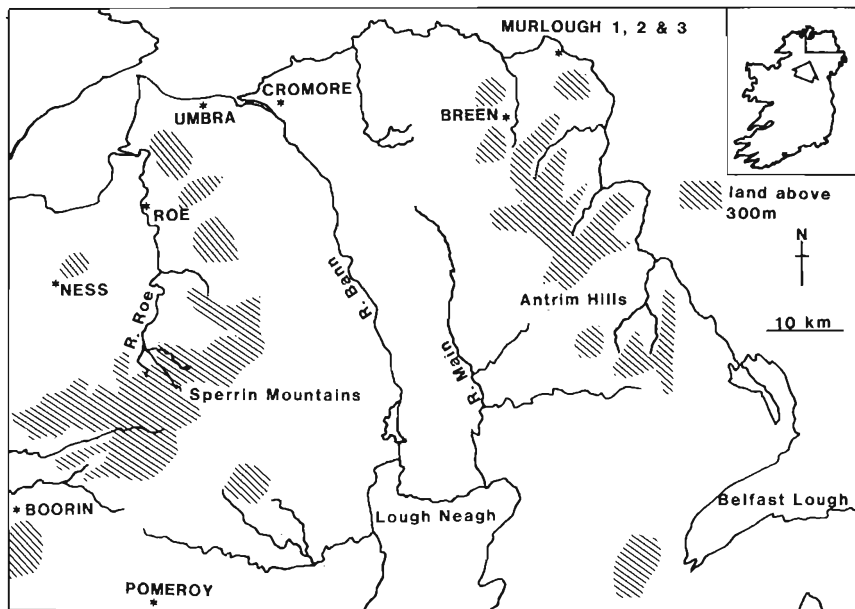 MURLOUGH 1, 2 & 3
CROMORE
UMBRA
BREEN
land above
300m
ROE
N
NESS
R. Roe
R. Bann
Antrim Hills
10 km
R. Main
Sperrin Mountains
BOORIN
Lough Neagh
Belfast Lough
POMEROY